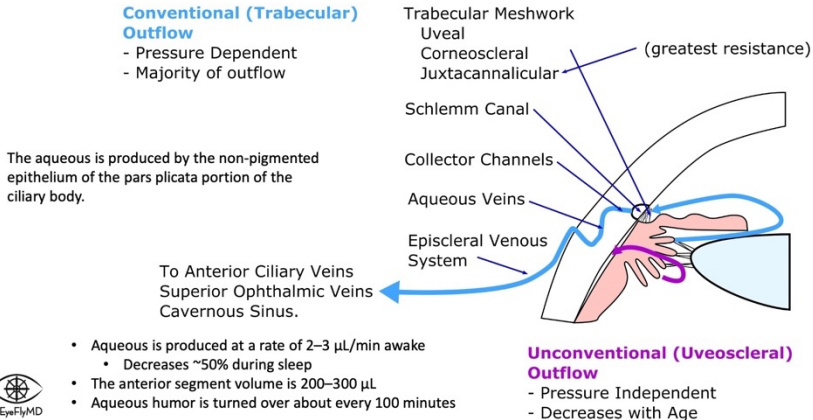 Conventional (Trabecular)
Outflow
- Pressure Dependent
- Majority of outflow
Trabecular Meshwork
Uveal
Corneoscleral
Juxtacannalicular
(greatest resistance)
Schlemm Canal
The aqueous is produced by the non-pigmented
epithelium of the pars plicata portion of the
ciliary body.
Collector Channels
Aqueous Veins
Episcleral Venous
System
To Anterior Ciliary Veins
Superior Ophthalmic Veins
Cavernous Sinus.
• Aqueous is produced at a rate of 2–3 µL/min awake
• Decreases ~50% during sleep
• The anterior segment volume is 200–300 µL
• Aqueous humor is turned over about every 100 minutes
Unconventional (Uveoscleral)
Outflow
- Pressure Independent
- Decreases with Age
EyeFlyMD